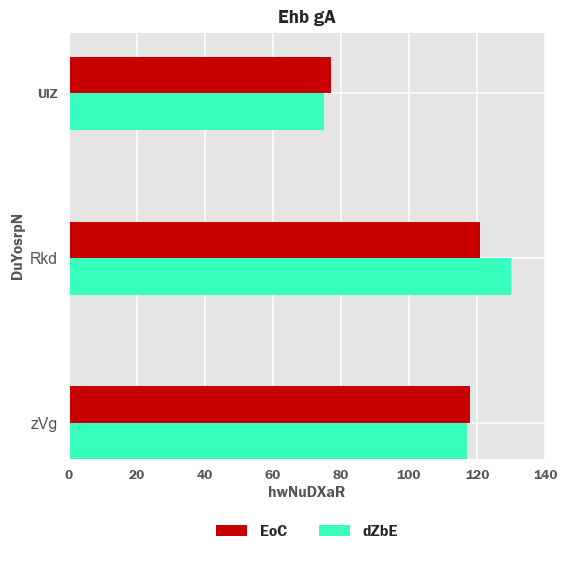 Ehb gA
UIZ
Rkd
zVg
DuYosrpN
0 20 40 60 80 100 120 140
hwNuDXaR
EoC dZbE